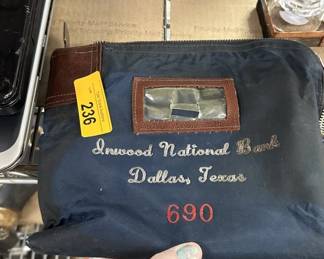 236
Inwood National Bank
Dallas, Texas
690